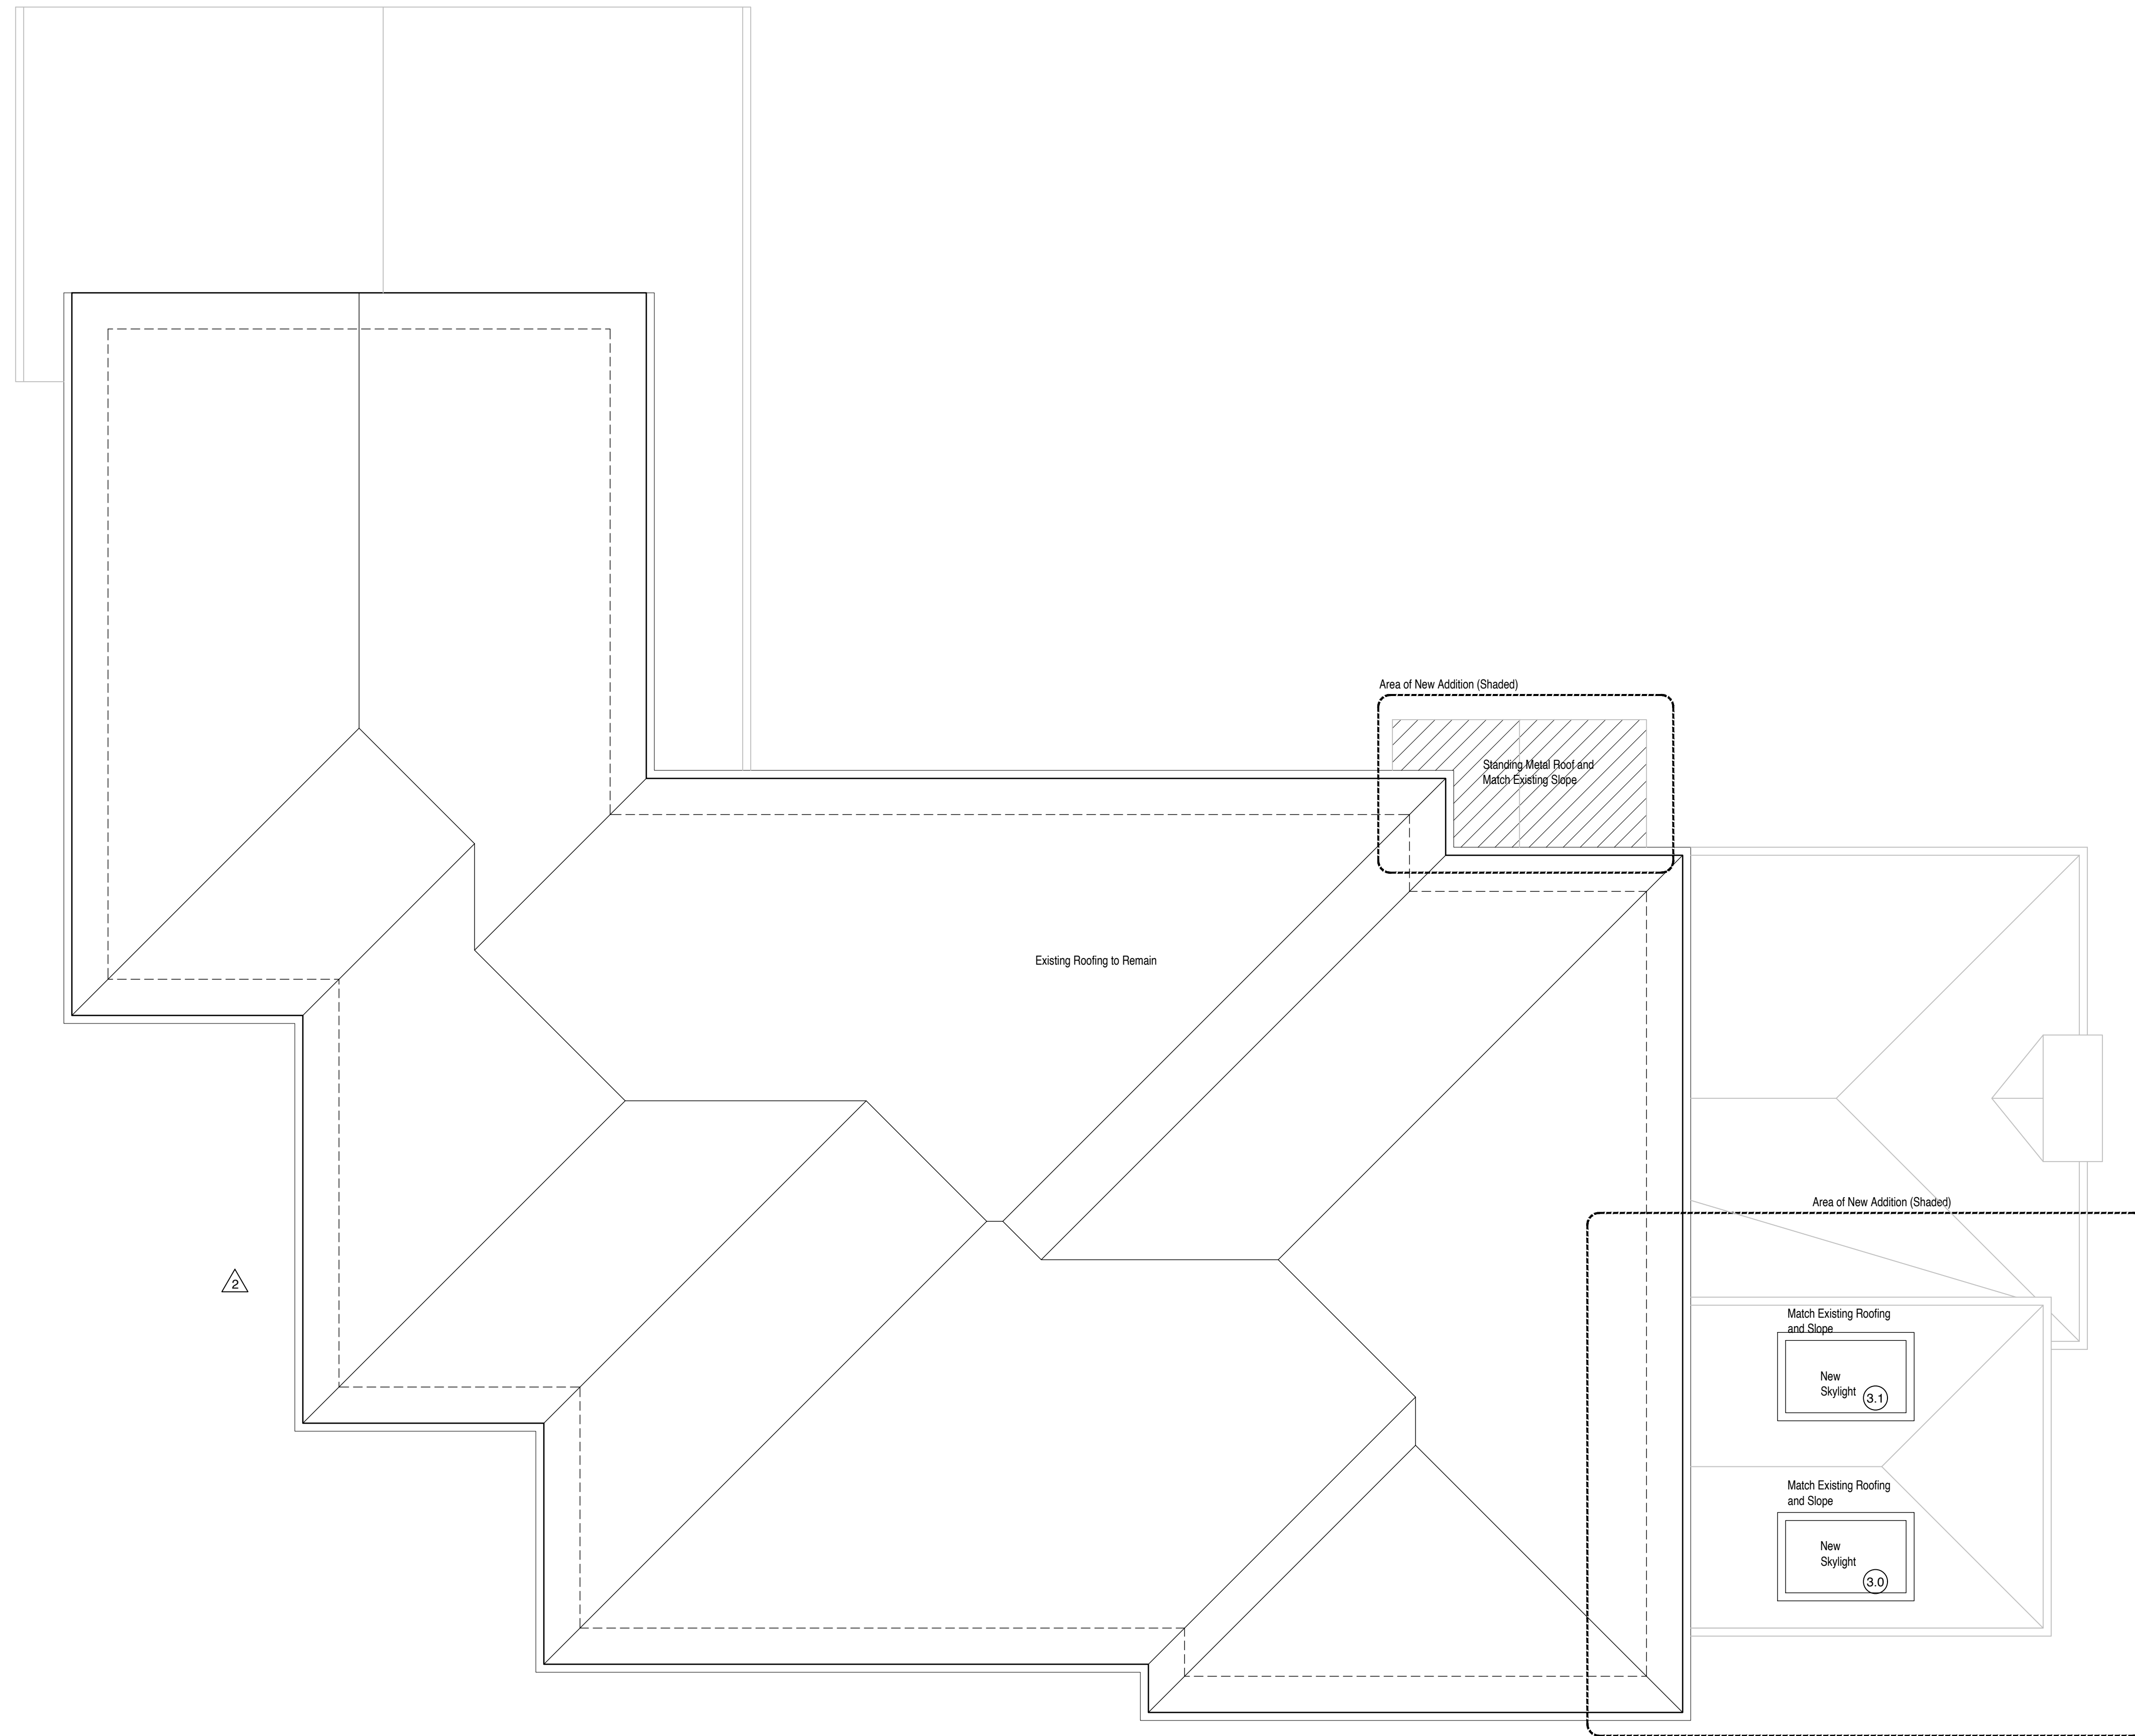 Area of New Addition (Shaded)
Standing Metal Roof and
Match Existing Slope
Existing Roofing to Remain
Area of New Addition (Shaded)
2
Match Existing Roofing
and Slope
New
Skylight
3.1
Match Existing Roofing
and Slope
New
Skylight
3.0